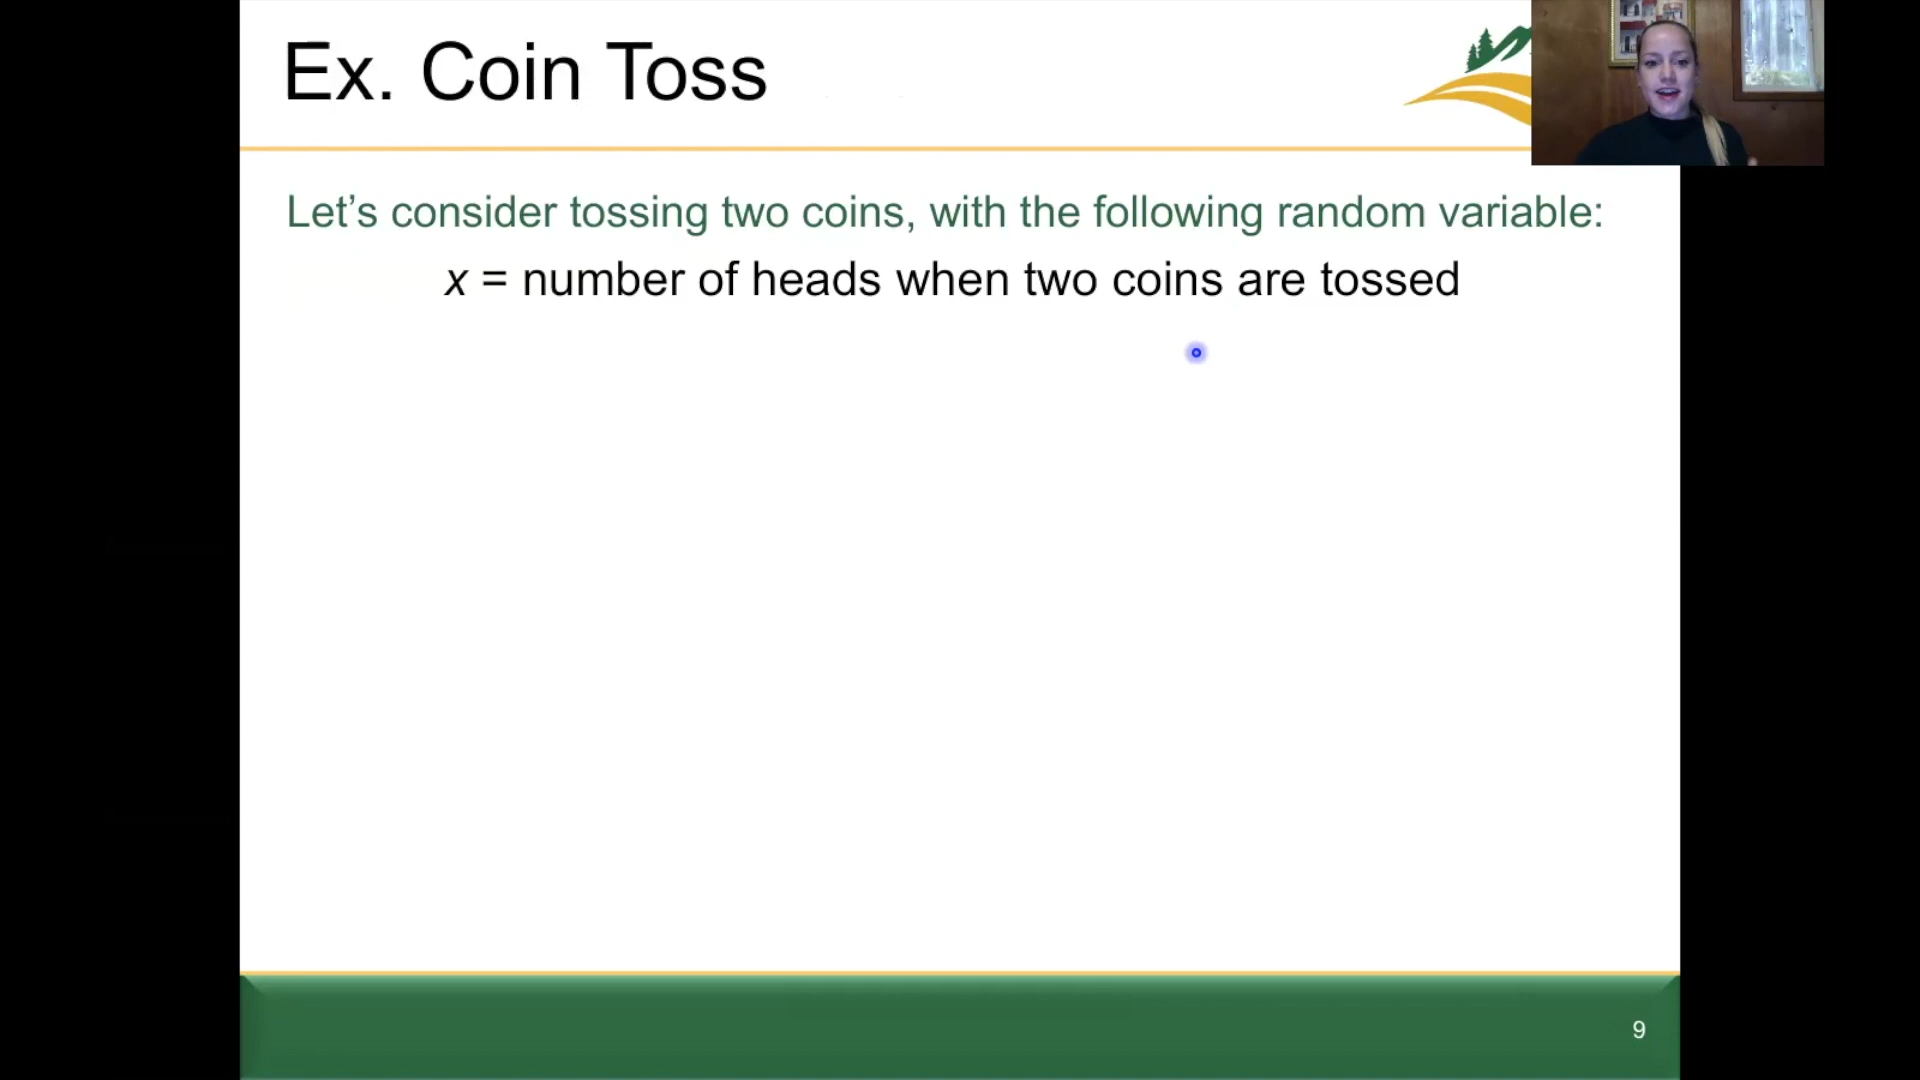 Ex. Coin Toss
Let’s consider tossing two coins, with the following random variable:
x = number of heads when two coins are tossed
9